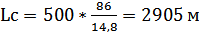 Lc = 500 * 86/14,8 = 2905 м